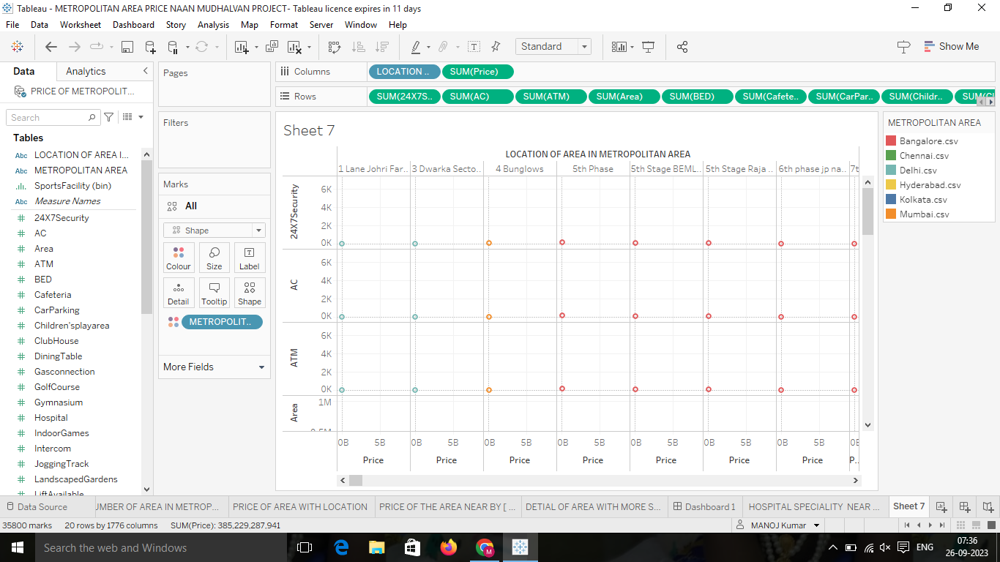 Tableau - METROPOLITAN AREA PRICE NAAN MUDHALVAN PROJECT- Tableau licence expires in 11 days
File Data Worksheet Dashboard Story Analysis Map Format Server Window Help
Standard
Show Me
Data Analytics
PRICE OF METROPOLIT...
Search
Tables
Abc LOCATION OF AREA I...
Abc METROPOLITAN AREA
SportsFacility (bin)
Abc Measure Names
24X7Security
AC
Area
ATM
BED
Cafeteria
CarParking
Children'splayarea
ClubHouse
DiningTable
Gasconnection
GolfCourse
Gymnasium
Hospital
IndoorGames
Intercom
JoggingTrack
LandscapedGardens
LiftAvailable
Pages
Filters
Marks
All
Shape
Colour Size Label
Detail Tooltip Shape
METROPOLIT..
More Fields
Columns LOCATION .. SUM(Price)
Rows SUM(24X7S.. SUM(AC) SUM(ATM) SUM(Area) SUM(BED) SUM(Cafete.. SUM(CarPar.. SUM(Childr..
Sheet 7
LOCATION OF AREA IN METROPOLITAN AREA
1 Lane Johri Far.. 3 Dwarka Secto.. 4 Bunglows 5th Phase 5th Stage BEML.. 5th Stage Raja .. 6th phase jp na.. 7t
24X7Security
6K
4K
2K
0K
AC
6K
4K
2K
0K
ATM
6K
4K
2K
0K
Area
1M
0B 5B 0B 5B 0B 5B 0B 5B 0B 5B 0B 5B 0B 5B 0B
Price Price Price Price Price Price Price P..
METROPOLITAN AREA
Bangalore.csv
Chennai.csv
Delhi.csv
Hyderabad.csv
Kolkata.csv
Mumbai.csv
Data Source UMBER OF AREA IN METROP... PRICE OF AREA WITH LOCATION PRICE OF THE AREA NEAR BY [ ... DETIAL OF AREA WITH MORE S... Dashboard 1 HOSPITAL SPECIALITY NEAR ... Sheet 7
35800 marks 20 rows by 1776 columns SUM(Price): 385,229,287,941 MANOJ Kumar
Search the web and Windows
M
ENG
07:36
26-09-2023